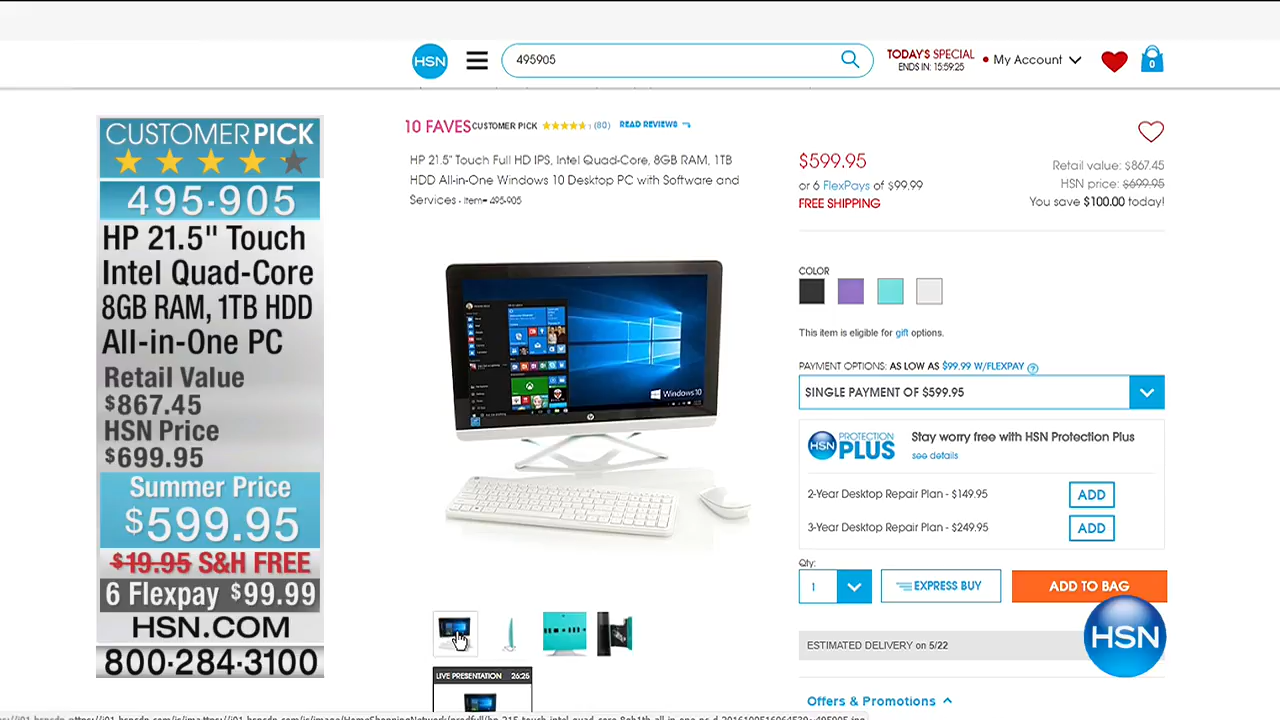 HSN
495905
TODAY'S SPECIAL
ENDS IN: 15:59:25
My Account
0
CUSTOMERPICK
495-905
HP 21.5" Touch
Intel Quad-Core
8GB RAM, 1TB HDD
All-in-One PC
Retail Value
$867.45
HSN Price
$699.95
Summer Price
$599.95
$19.95 S&H FREE
6 Flexpay $99.99
HSN.COM
800-284-3100
10 FAVES CUSTOMER PICK (80) READ REVIEWS
HP 21.5" Touch Full HD IPS, Intel Quad-Core, 8GB RAM, 1TB
HDD All-in-One Windows 10 Desktop PC with Software and
Services - Item# 495-905
Windows 10
hp
LIVE PRESENTATION 26:25
$599.95
or 6 FlexPays of $99.99
FREE SHIPPING
Retail value: $867.45
HSN price: $699.95
You save $100.00 today!
COLOR
This item is eligible for gift options.
PAYMENT OPTIONS: AS LOW AS $99.99 W/FLEXPAY ?
SINGLE PAYMENT OF $599.95
HSN PROTECTION PLUS
Stay worry free with HSN Protection Plus
see details
2-Year Desktop Repair Plan - $149.95 ADD
3-Year Desktop Repair Plan - $249.95 ADD
Qty:
1
EXPRESS BUY
ADD TO BAG
ESTIMATED DELIVERY on 5/22
HSN
Offers & Promotions